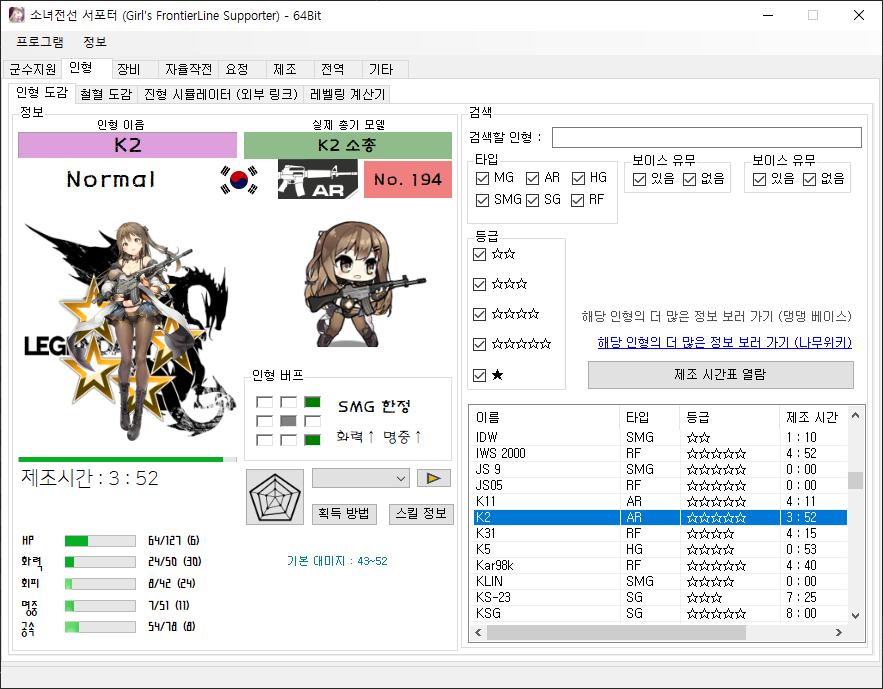 소녀전선 서포터 (Girl's FrontierLine Supporter) - 64Bit
프로그램 정보
군수지원 인형 장비 자율작전 요정 제조 전역 기타
인형 도감 철혈 도감 진형 시뮬레이터 (외부 링크) 레벨링 계산기
정보
인형 이름 실제 총기 모델
K2 K2 소총
Normal AR No. 194
LEG
인형 버프
SMG 한정
화력 ↑ 명중 ↑
제조시간 : 3 : 52
획득 방법 스킬 정보
HP 64/127 (6)
화력 24/50 (30)
회피 8/42 (24)
명중 7/51 (11)
공속 54/78 (8)
기본 대미지 : 43~52
검색
검색할 인형 :
타입
MG AR HG
SMG SG RF
보이스 유무
있음 없음
보이스 유무
있음 없음
등급
☆☆
☆☆☆
☆☆☆☆
☆☆☆☆☆
★
해당 인형의 더 많은 정보 보러 가기 (댕댕 베이스)
해당 인형의 더 많은 정보 보러 가기 (나무위키)
제조 시간표 열람
이름 타입 등급 제조 시간
IDW SMG ☆☆ 1 : 10
IWS 2000 RF ☆☆☆☆☆ 4 : 52
JS 9 SMG ☆☆☆☆☆ 0 : 00
JS05 RF ☆☆☆☆☆ 0 : 00
K11 AR ☆☆☆☆☆ 4 : 11
K2 AR ☆☆☆☆☆ 3 : 52
K31 RF ☆☆☆☆ 4 : 15
K5 HG ☆☆☆☆ 0 : 53
Kar98k RF ☆☆☆☆☆ 4 : 40
KLIN SMG ☆☆☆☆ 0 : 00
KS-23 SG ☆☆☆ 7 : 25
KSG SG ☆☆☆☆☆ 8 : 00